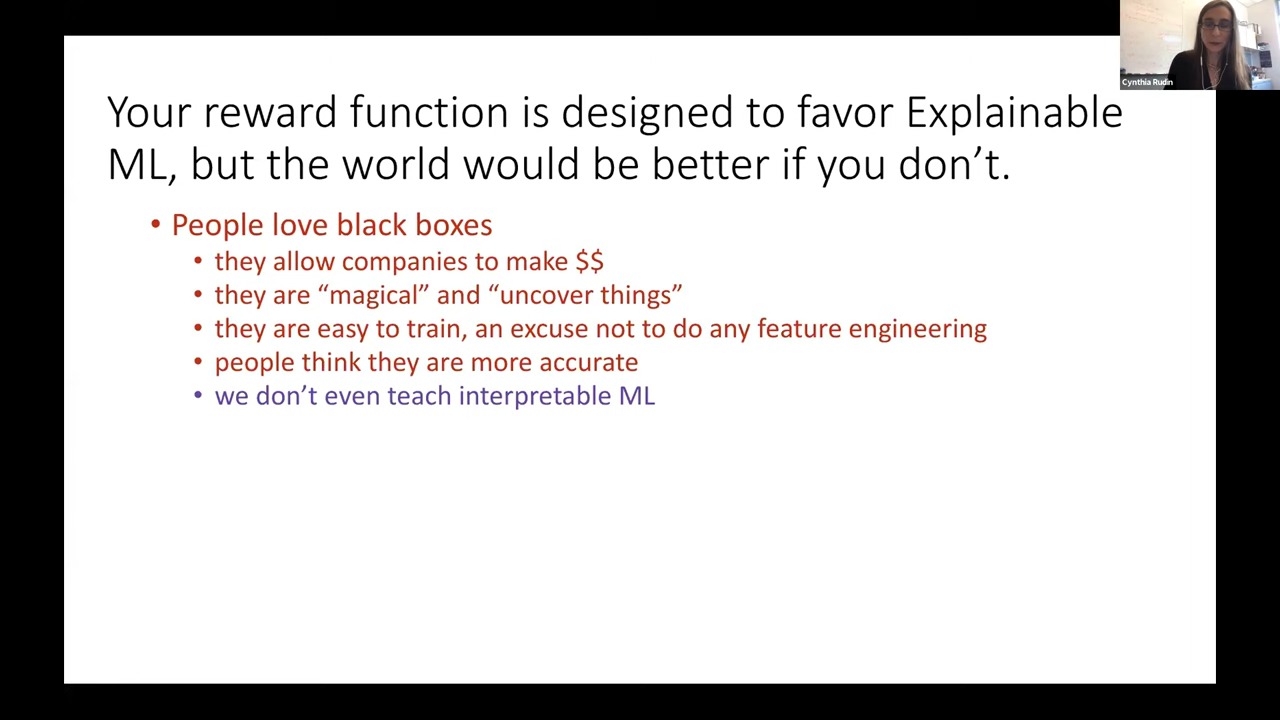 Cynthia Rudin
Your reward function is designed to favor Explainable
ML, but the world would be better if you don’t.
• People love black boxes
• they allow companies to make $$
• they are “magical” and “uncover things”
• they are easy to train, an excuse not to do any feature engineering
• people think they are more accurate
• we don’t even teach interpretable ML